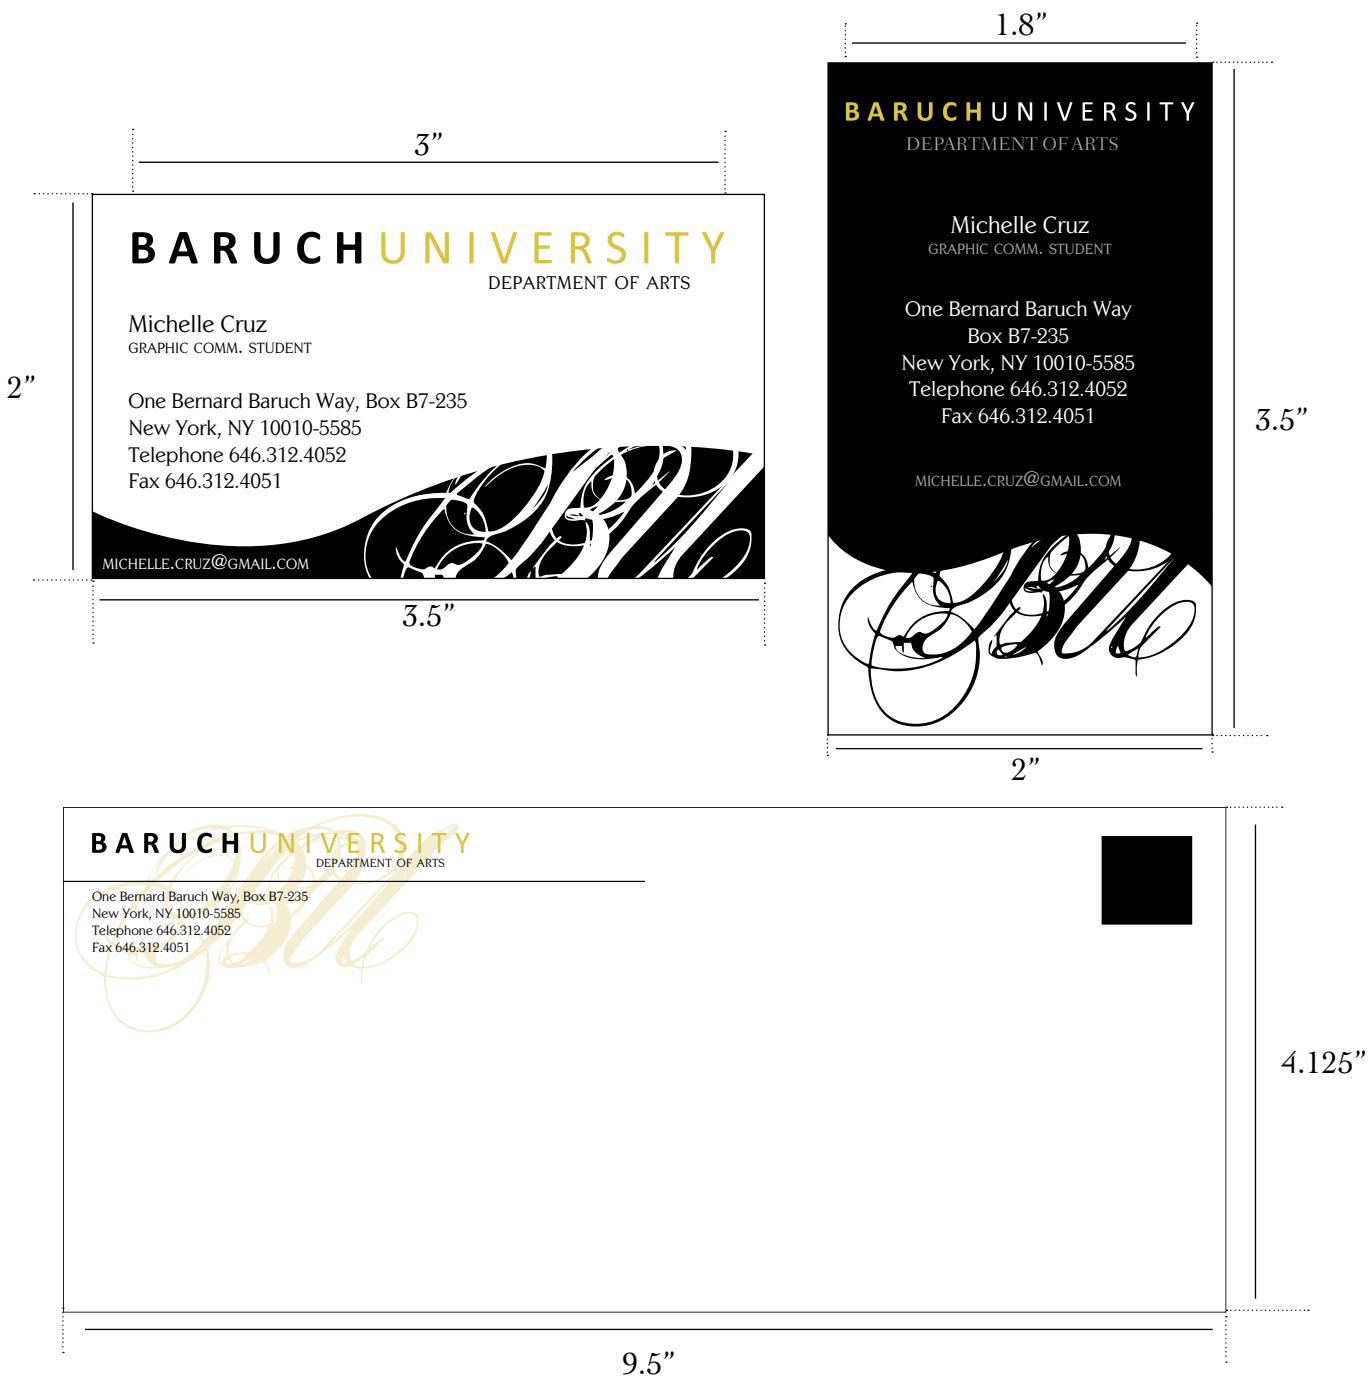 3”
BARUCHUNIVERSITY
DEPARTMENT OF ARTS
Michelle Cruz
GRAPHIC COMM. STUDENT
One Bernard Baruch Way, Box B7-235
New York, NY 10010-5585
Telephone 646.312.4052
Fax 646.312.4051
BU
MICHELLE.CRUZ@GMAIL.COM
2”
3.5”
1.8”
BARUCHUNIVERSITY
DEPARTMENT OF ARTS
Michelle Cruz
GRAPHIC COMM. STUDENT
One Bernard Baruch Way
Box B7-235
New York, NY 10010-5585
Telephone 646.312.4052
Fax 646.312.4051
MICHELLE.CRUZ@GMAIL.COM
BU
3.5”
2”
BARUCHUNIVERSITY
DEPARTMENT OF ARTS
One Bernard Baruch Way, Box B7-235
New York, NY 10010-5585
Telephone 646.312.4052
Fax 646.312.4051
BU
4.125”
9.5”